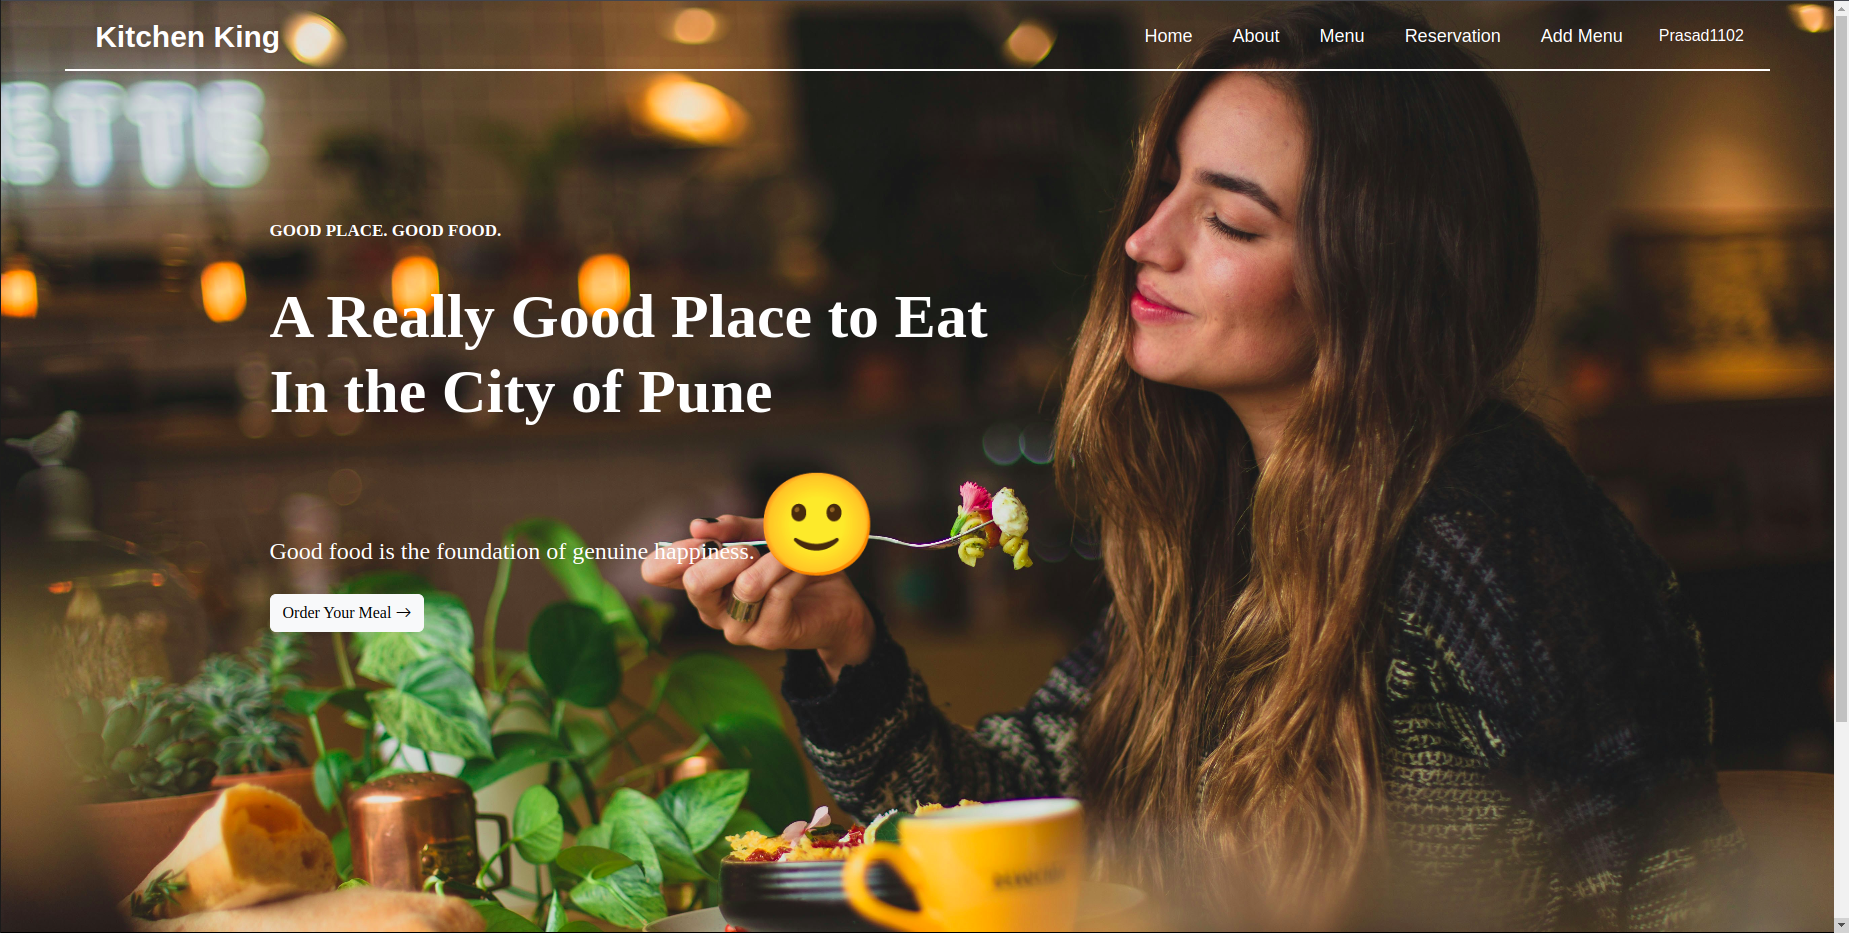 Kitchen King
Home About Menu Reservation Add Menu Prasad1102
ETTE
GOOD PLACE. GOOD FOOD.
A Really Good Place to Eat
In the City of Pune
Good food is the foundation of genuine happiness.
Order Your Meal →